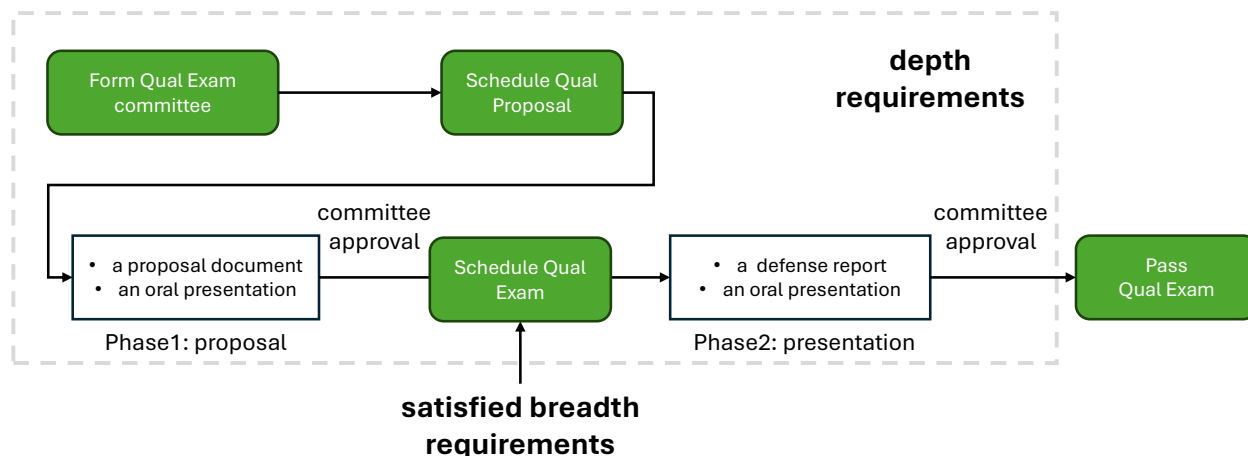 Form Qual Exam
committee
Schedule Qual
Proposal
depth
requirements
committee
approval
committee
approval
• a proposal document
• an oral presentation
Schedule Qual
Exam
• a defense report
• an oral presentation
Pass
Qual Exam
Phase1: proposal
Phase2: presentation
satisfied breadth
requirements